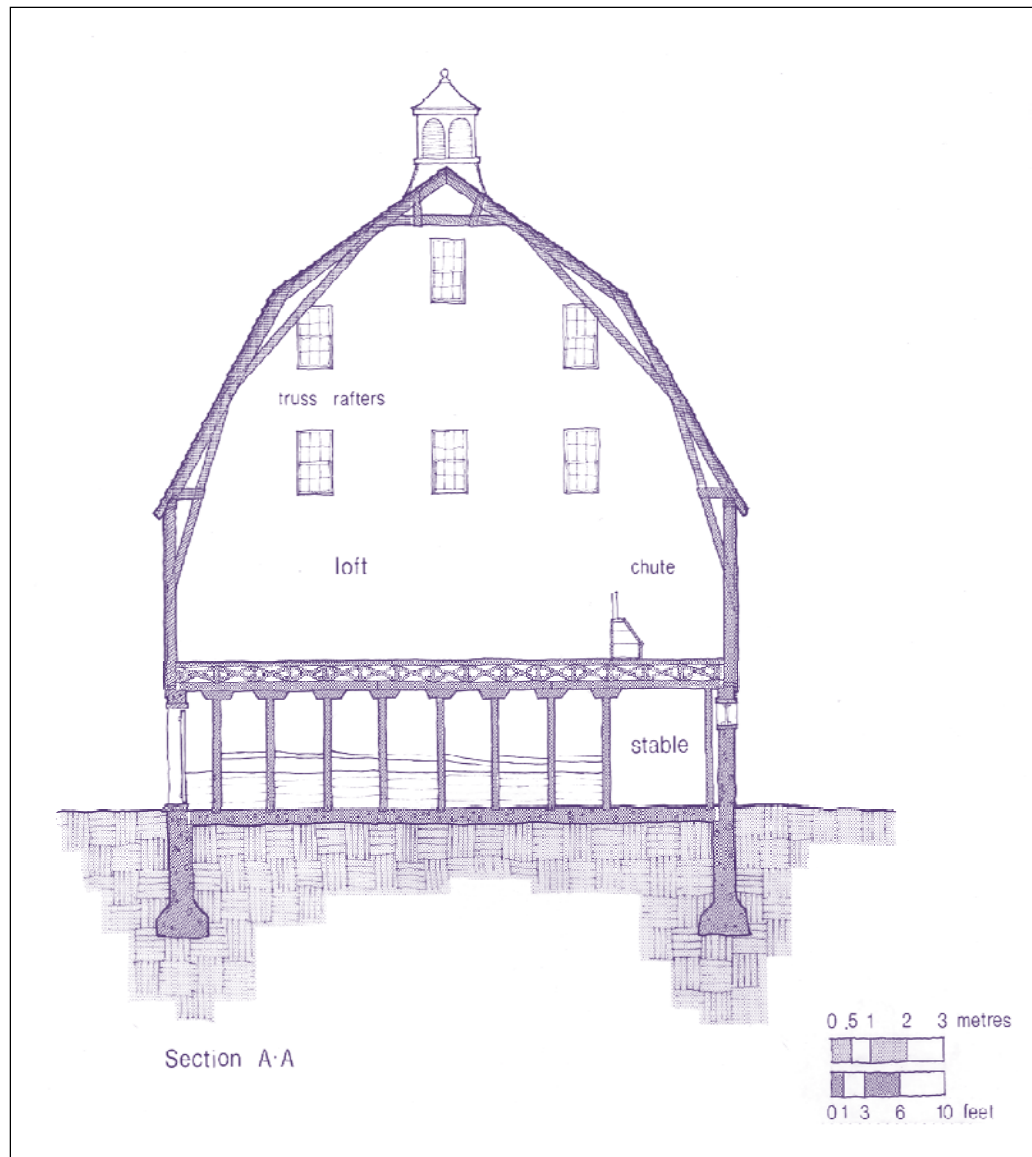 truss rafters
loft
chute
stable
Section A·A
0 .5 1 2 3 metres
0 1 3 6 10 feet